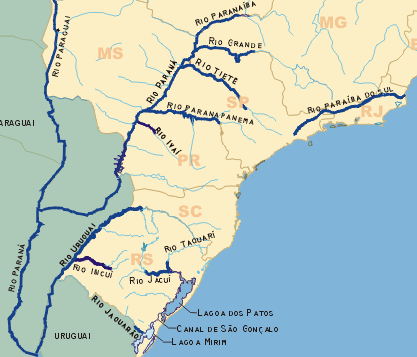 RIO PARANAÍBA
MG
RIO PARAGUAI
MS
RIO GRANDE
RIO TIETÊ
RIO PARANÁ
SP
RIO PARANAPANEMA
RIO PARAÍBA DO SUL
RJ
ARAGUAI
RIO IVAÍ
PR
SC
RIO URUGUAI
RIO TAQUARÍ
RIO PARANÁ
RS
RIO IBICUÍ
RIO JACUÍ
RIO JAGUARÃO
LAGOA DOS PATOS
CANAL DE SÃO GONÇALO
URUGUAI
LAGOA MIRIM